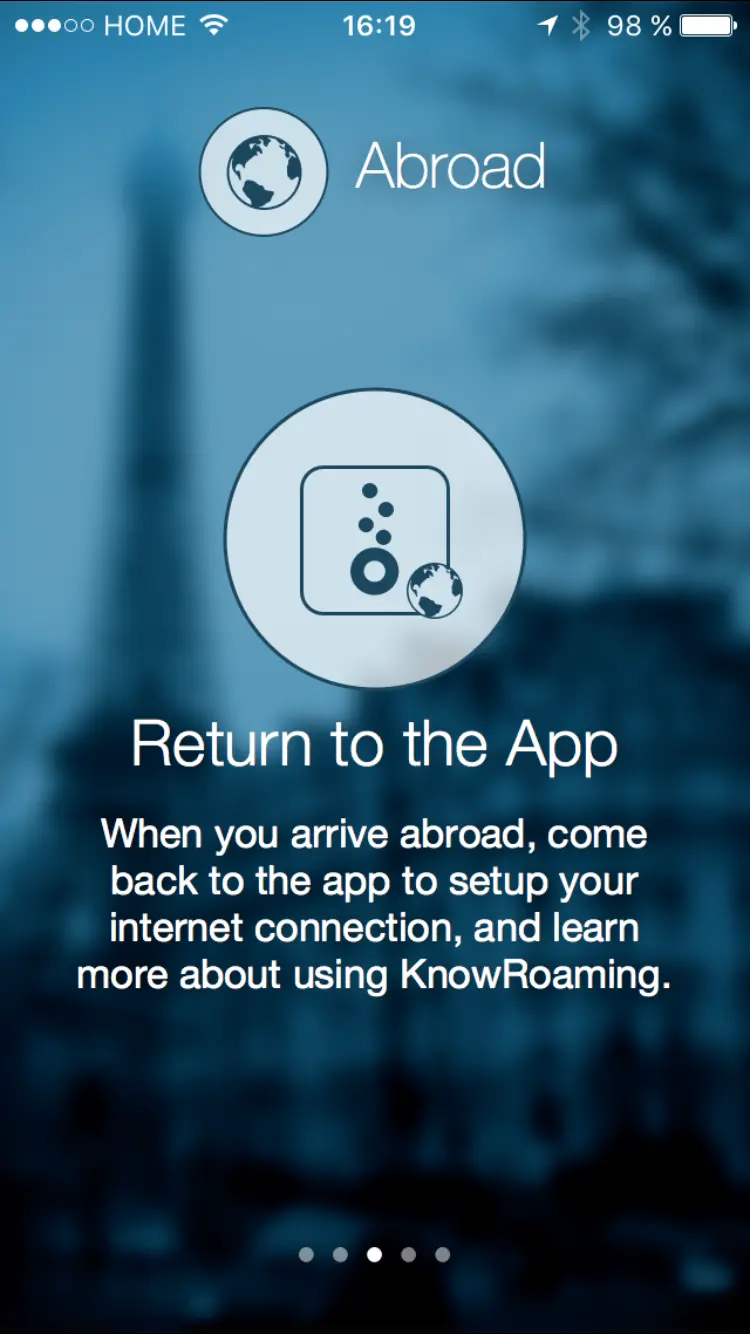 HOME 16:19 98 %
Abroad
Return to the App
When you arrive abroad, come
back to the app to setup your
internet connection, and learn
more about using KnowRoaming.